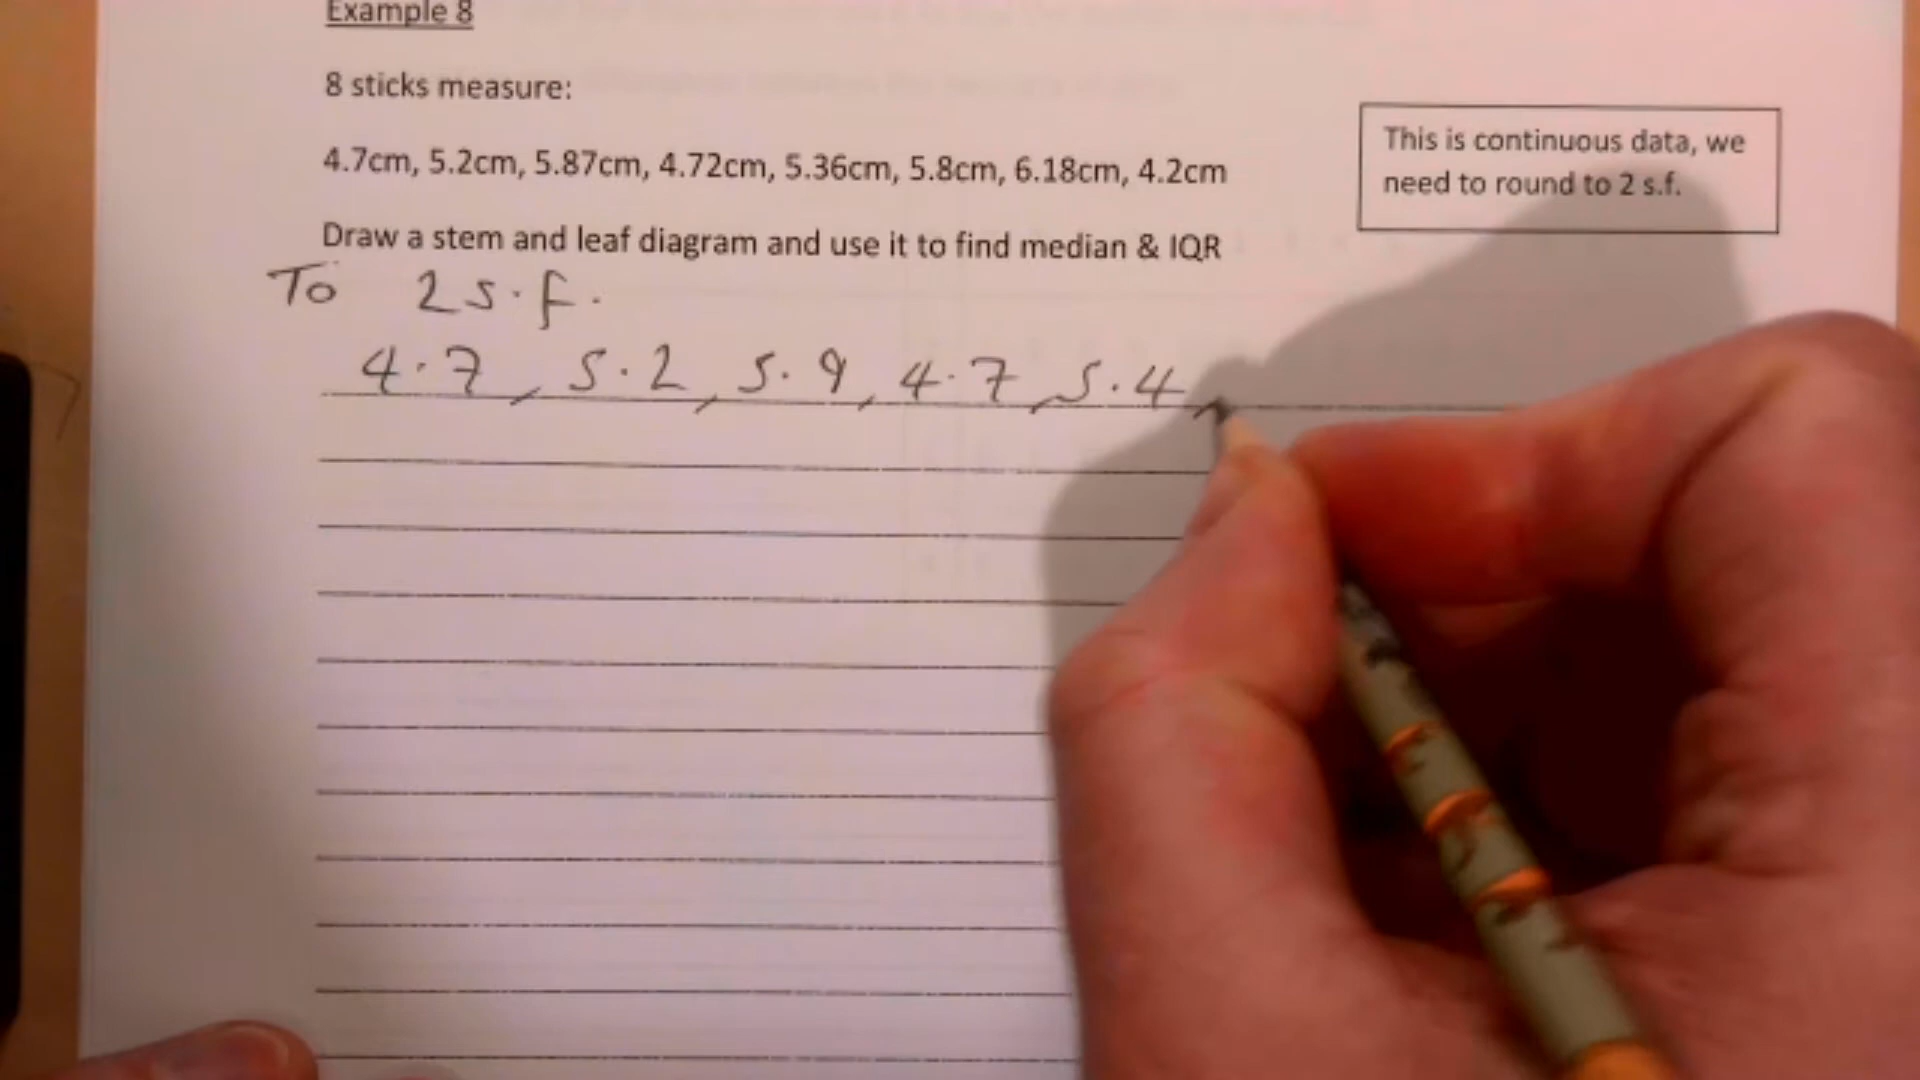 Example 8
8 sticks measure:
4.7cm, 5.2cm, 5.87cm, 4.72cm, 5.36cm, 5.8cm, 6.18cm, 4.2cm
This is continuous data, we
need to round to 2 s.f.
Draw a stem and leaf diagram and use it to find median & IQR
To 2 s.f.
4.7, 5.2, 5.9, 4.7, 5.4,